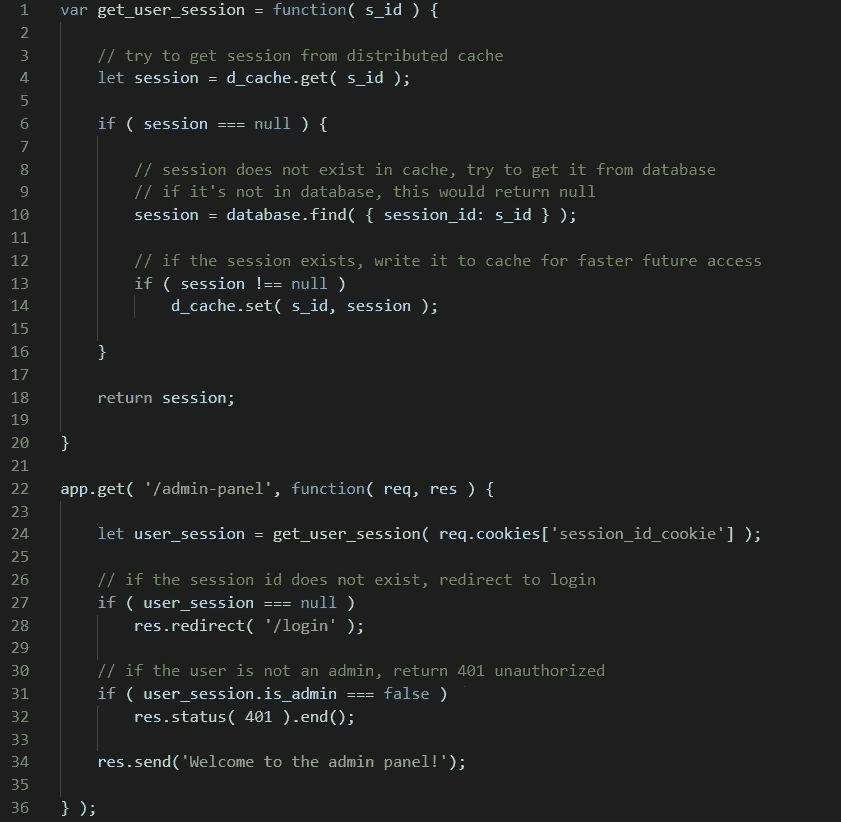 1 var get_user_session = function( s_id ) {
2
3 // try to get session from distributed cache
4 let session = d_cache.get( s_id );
5
6 if ( session === null ) {
7
8 // session does not exist in cache, try to get it from database
9 // if it's not in database, this would return null
10 session = database.find( { session_id: s_id } );
11
12 // if the session exists, write it to cache for faster future access
13 if ( session !== null )
14 d_cache.set( s_id, session );
15
16 }
17
18 return session;
19
20 }
21
22 app.get( '/admin-panel', function( req, res ) {
23
24 let user_session = get_user_session( req.cookies['session_id_cookie'] );
25
26 // if the session id does not exist, redirect to login
27 if ( user_session === null )
28 res.redirect( '/login' );
29
30 // if the user is not an admin, return 401 unauthorized
31 if ( user_session.is_admin === false )
32 res.status( 401 ).end();
33
34 res.send('Welcome to the admin panel!');
35
36 } );